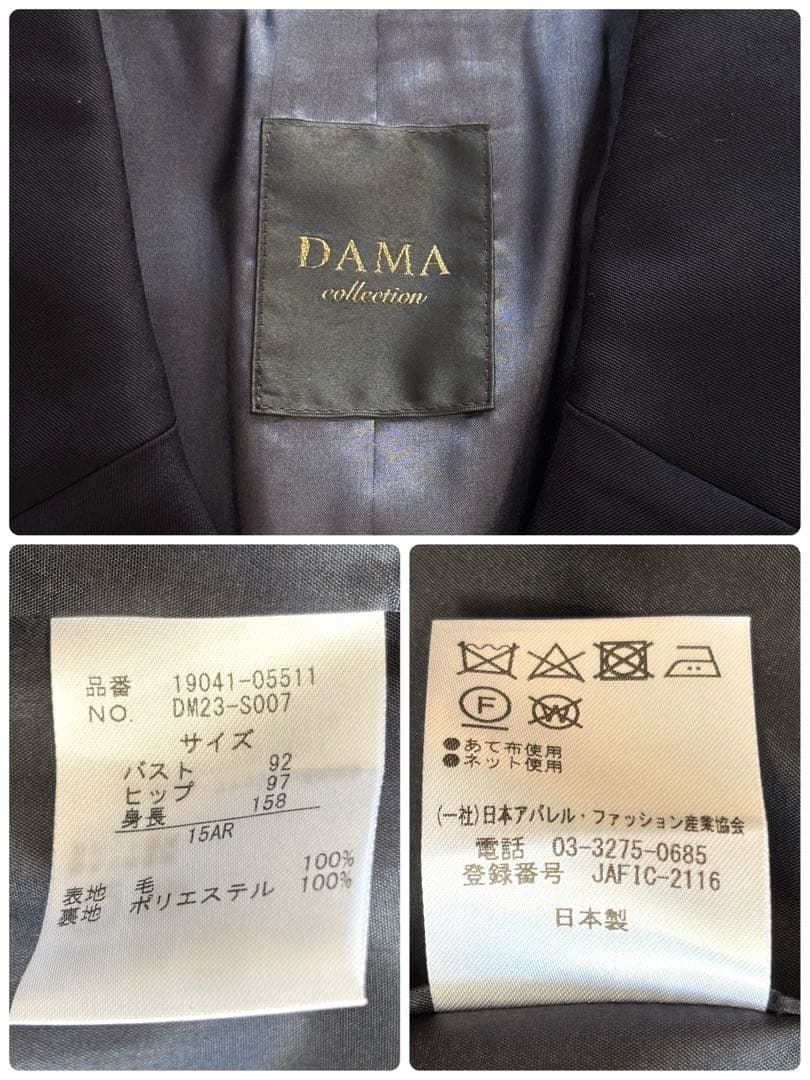 DAMA
collection
品番 19041-05511
NO. DM23-S007
サイズ
バスト 92
ヒップ 97
身長 158
15AR
表地 毛 100%
裏地 ポリエステル 100%
F
W
●あて布使用
●ネット使用
(一社)日本アパレル・ファッション産業協会
電話 03-3275-0685
登録番号 JAFIC-2116
日本製